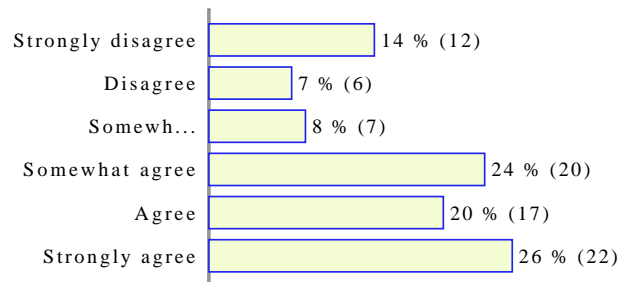 Strongly disagree 14 % (12)
Disagree 7 % (6)
Somewh... 8 % (7)
Somewhat agree 24 % (20)
Agree 20 % (17)
Strongly agree 26 % (22)